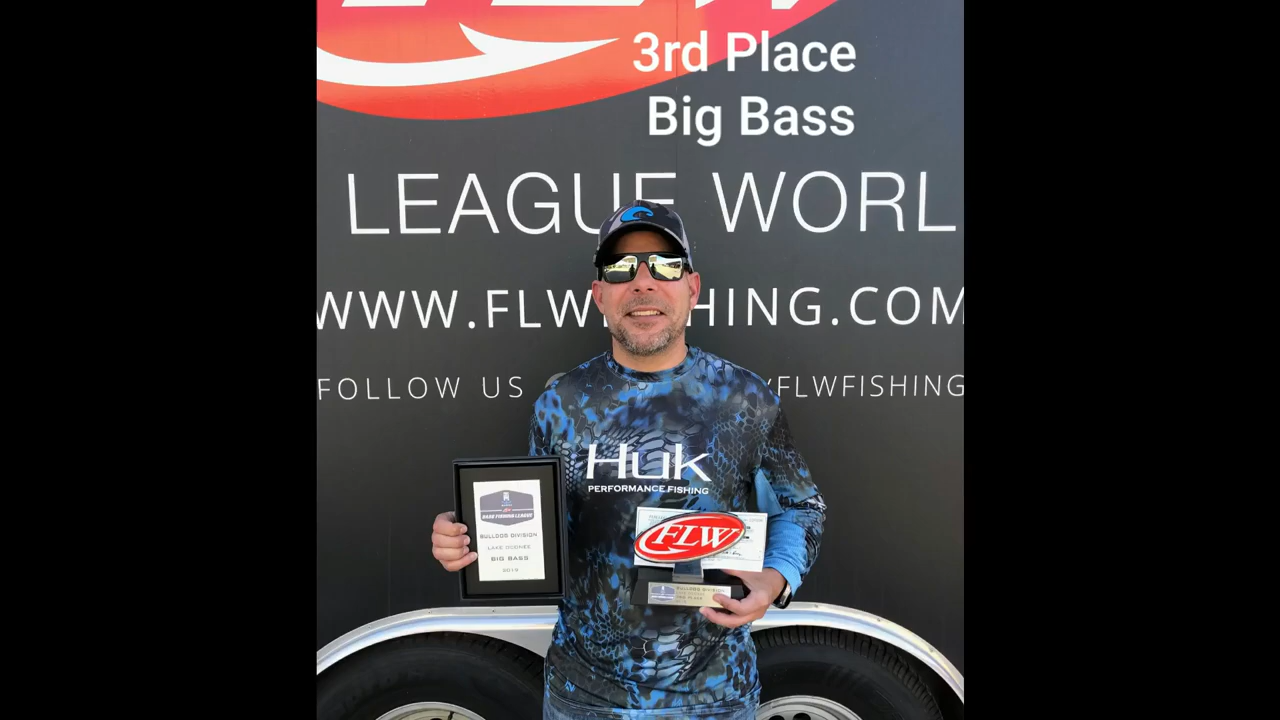 FLW
3rd Place
Big Bass
LEAGUE WORL
WWW.FLWFISHING.COM
FOLLOW US
FLWFISHING
Huk
PERFORMANCE FISHING
BASS FISHING LEAGUE
BULLDOG DIVISION
LAKE OCONEE
BIG BASS
2019
FLW
BULLDOG DIVISION